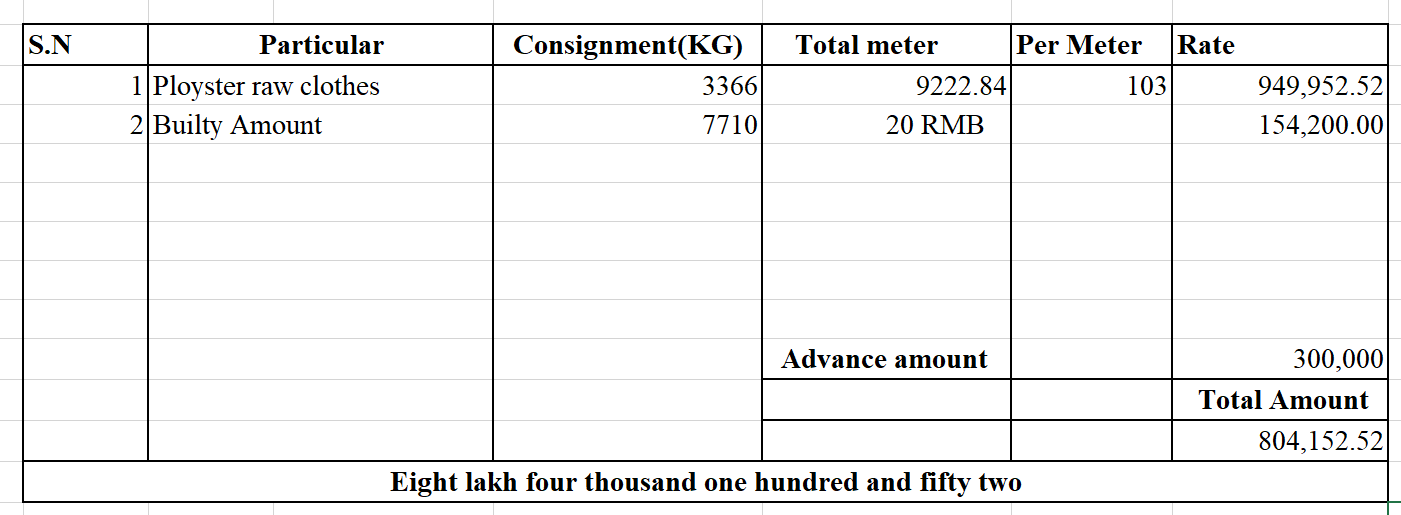 S.N Particular Consignment(KG) Total meter Per Meter Rate
1 Ployster raw clothes 3366 9222.84 103 949,952.52
2 Builty Amount 7710 20 RMB 154,200.00
Advance amount 300,000
Total Amount
804,152.52
Eight lakh four thousand one hundred and fifty two